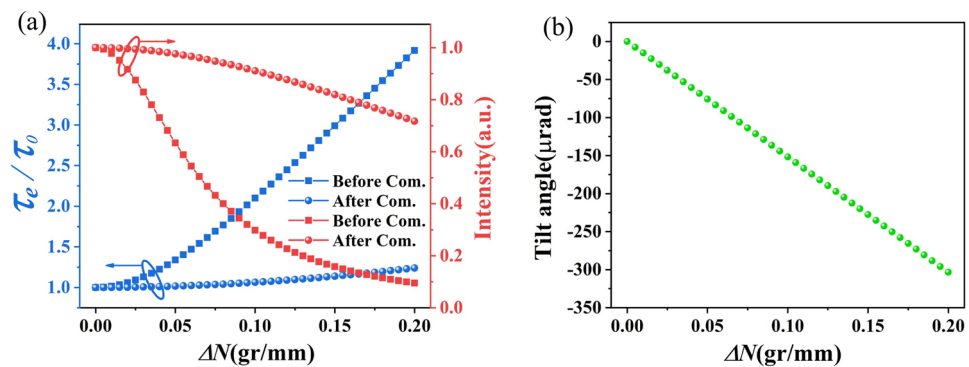 (a)
τe / τ0
4.0
3.5
3.0
2.5
2.0
1.5
1.0
Intensity(a.u.)
1.0
0.8
0.6
0.4
0.2
0.0
Before Com.
After Com.
Before Com.
After Com.
0.00 0.05 0.10 0.15 0.20
ΔN(gr/mm)
(b)
Tilt angle(μrad)
0
-50
-100
-150
-200
-250
-300
-350
0.00 0.05 0.10 0.15 0.20
ΔN(gr/mm)